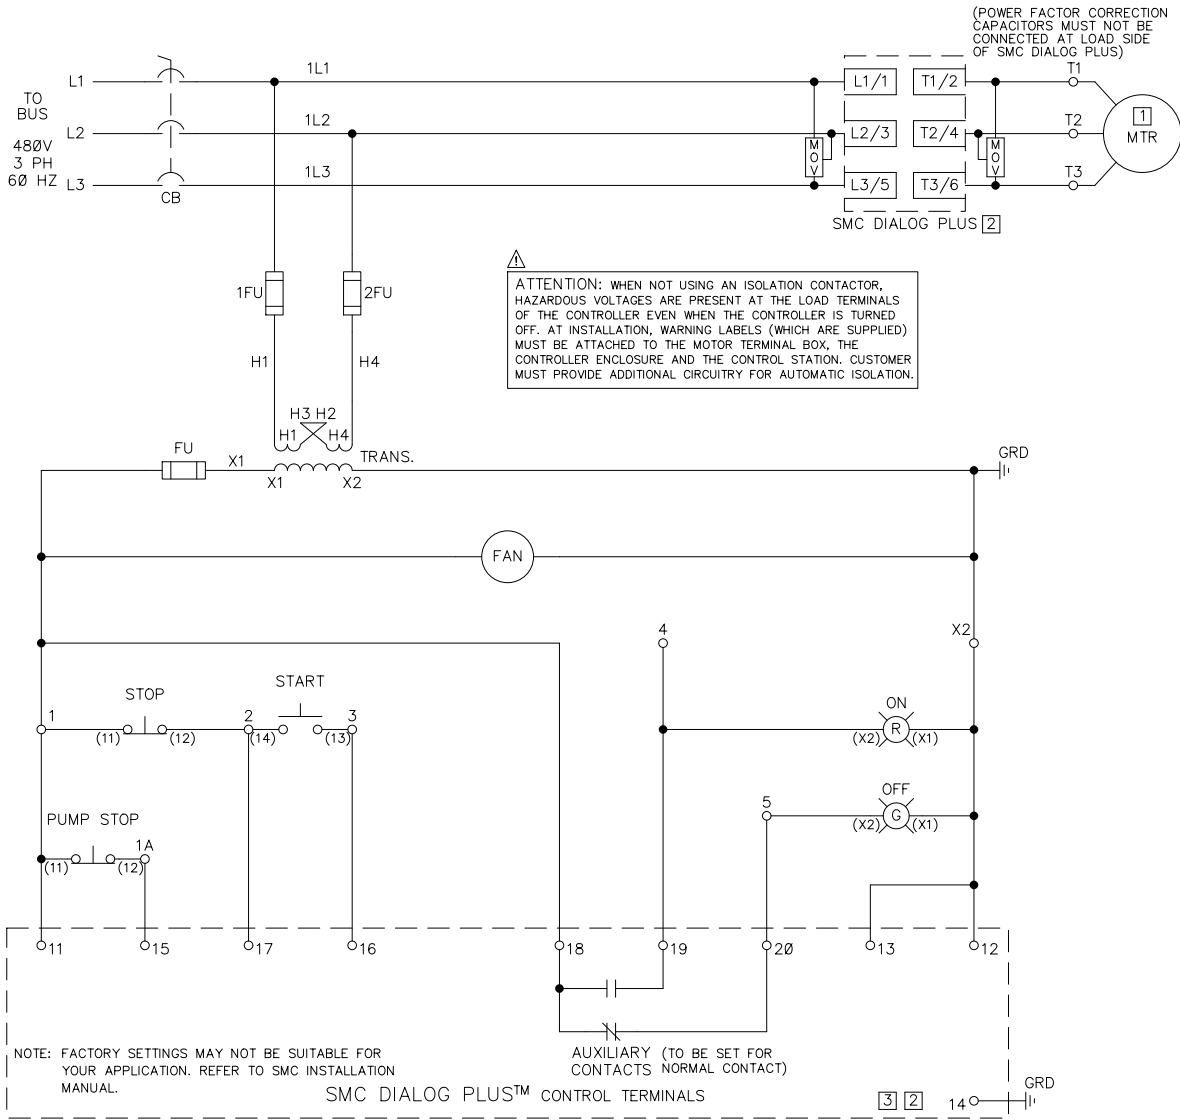 (POWER FACTOR CORRECTION
CAPACITORS MUST NOT BE
CONNECTED AT LOAD SIDE
OF SMC DIALOG PLUS)
L1
1L1
L1/1
T1/2
T1
TO
BUS
L2
1L2
L2/3
T2/4
T2
1
MTR
480V
3 PH
60 HZ
L3
1L3
MOV
MOV
L3/5
T3/6
T3
CB
SMC DIALOG PLUS 2
ATTENTION: WHEN NOT USING AN ISOLATION CONTACTOR,
HAZARDOUS VOLTAGES ARE PRESENT AT THE LOAD TERMINALS
OF THE CONTROLLER EVEN WHEN THE CONTROLLER IS TURNED
OFF. AT INSTALLATION, WARNING LABELS (WHICH ARE SUPPLIED)
MUST BE ATTACHED TO THE MOTOR TERMINAL BOX, THE
CONTROLLER ENCLOSURE AND THE CONTROL STATION. CUSTOMER
MUST PROVIDE ADDITIONAL CIRCUITRY FOR AUTOMATIC ISOLATION.
!
1FU
2FU
H1
H4
H3 H2
H1
H4
FU
X1
TRANS.
X1
X2
GRD
FAN
4
X2
STOP
START
1
2
3
(11)
(12)
(14)
(13)
ON
R
(X2)
(X1)
OFF
5
G
(X2)
(X1)
PUMP STOP
1A
(11)
(12)
11
15
17
16
18
19
20
13
12
NOTE: FACTORY SETTINGS MAY NOT BE SUITABLE FOR
YOUR APPLICATION. REFER TO SMC INSTALLATION
MANUAL.
AUXILIARY (TO BE SET FOR
CONTACTS NORMAL CONTACT)
SMC DIALOG PLUS™ CONTROL TERMINALS
3 2
14
GRD